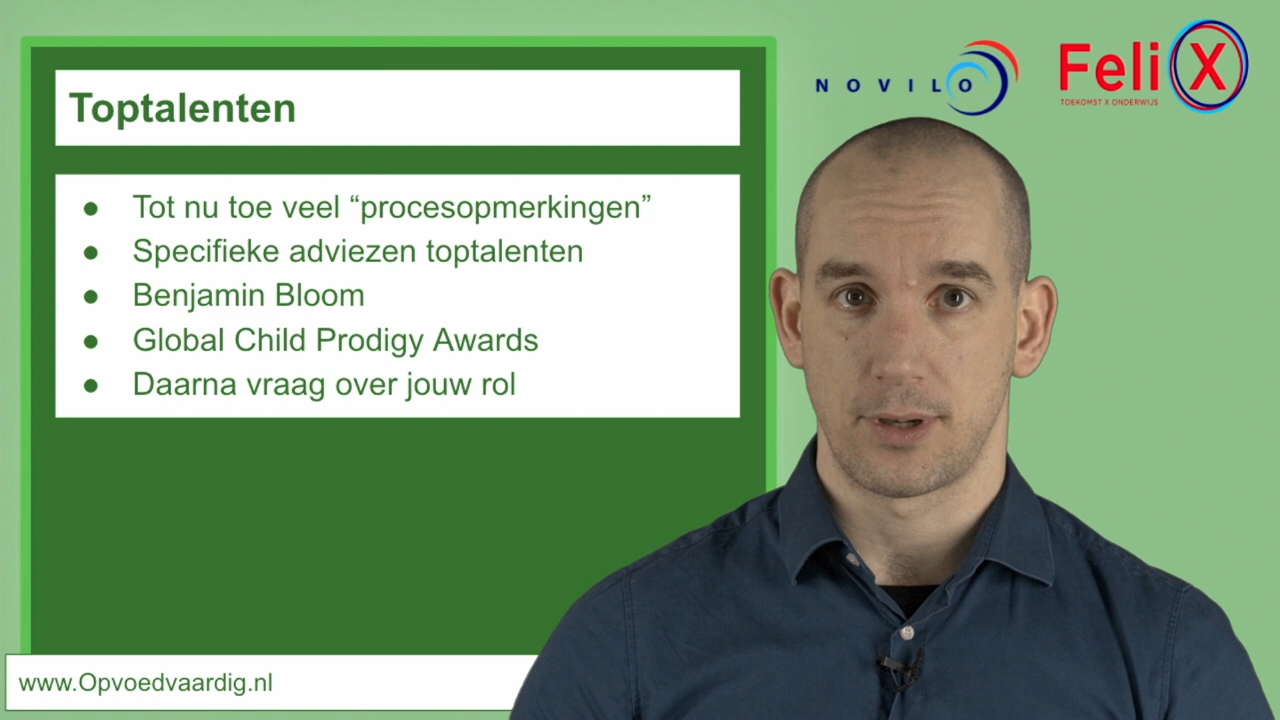 NOVILO
FeliX
TOEKOMST X ONDERWIJS
Toptalenten
● Tot nu toe veel “procesopmerkingen”
● Specifieke adviezen toptalenten
● Benjamin Bloom
● Global Child Prodigy Awards
● Daarna vraag over jouw rol
www.Opvoedvaardig.nl